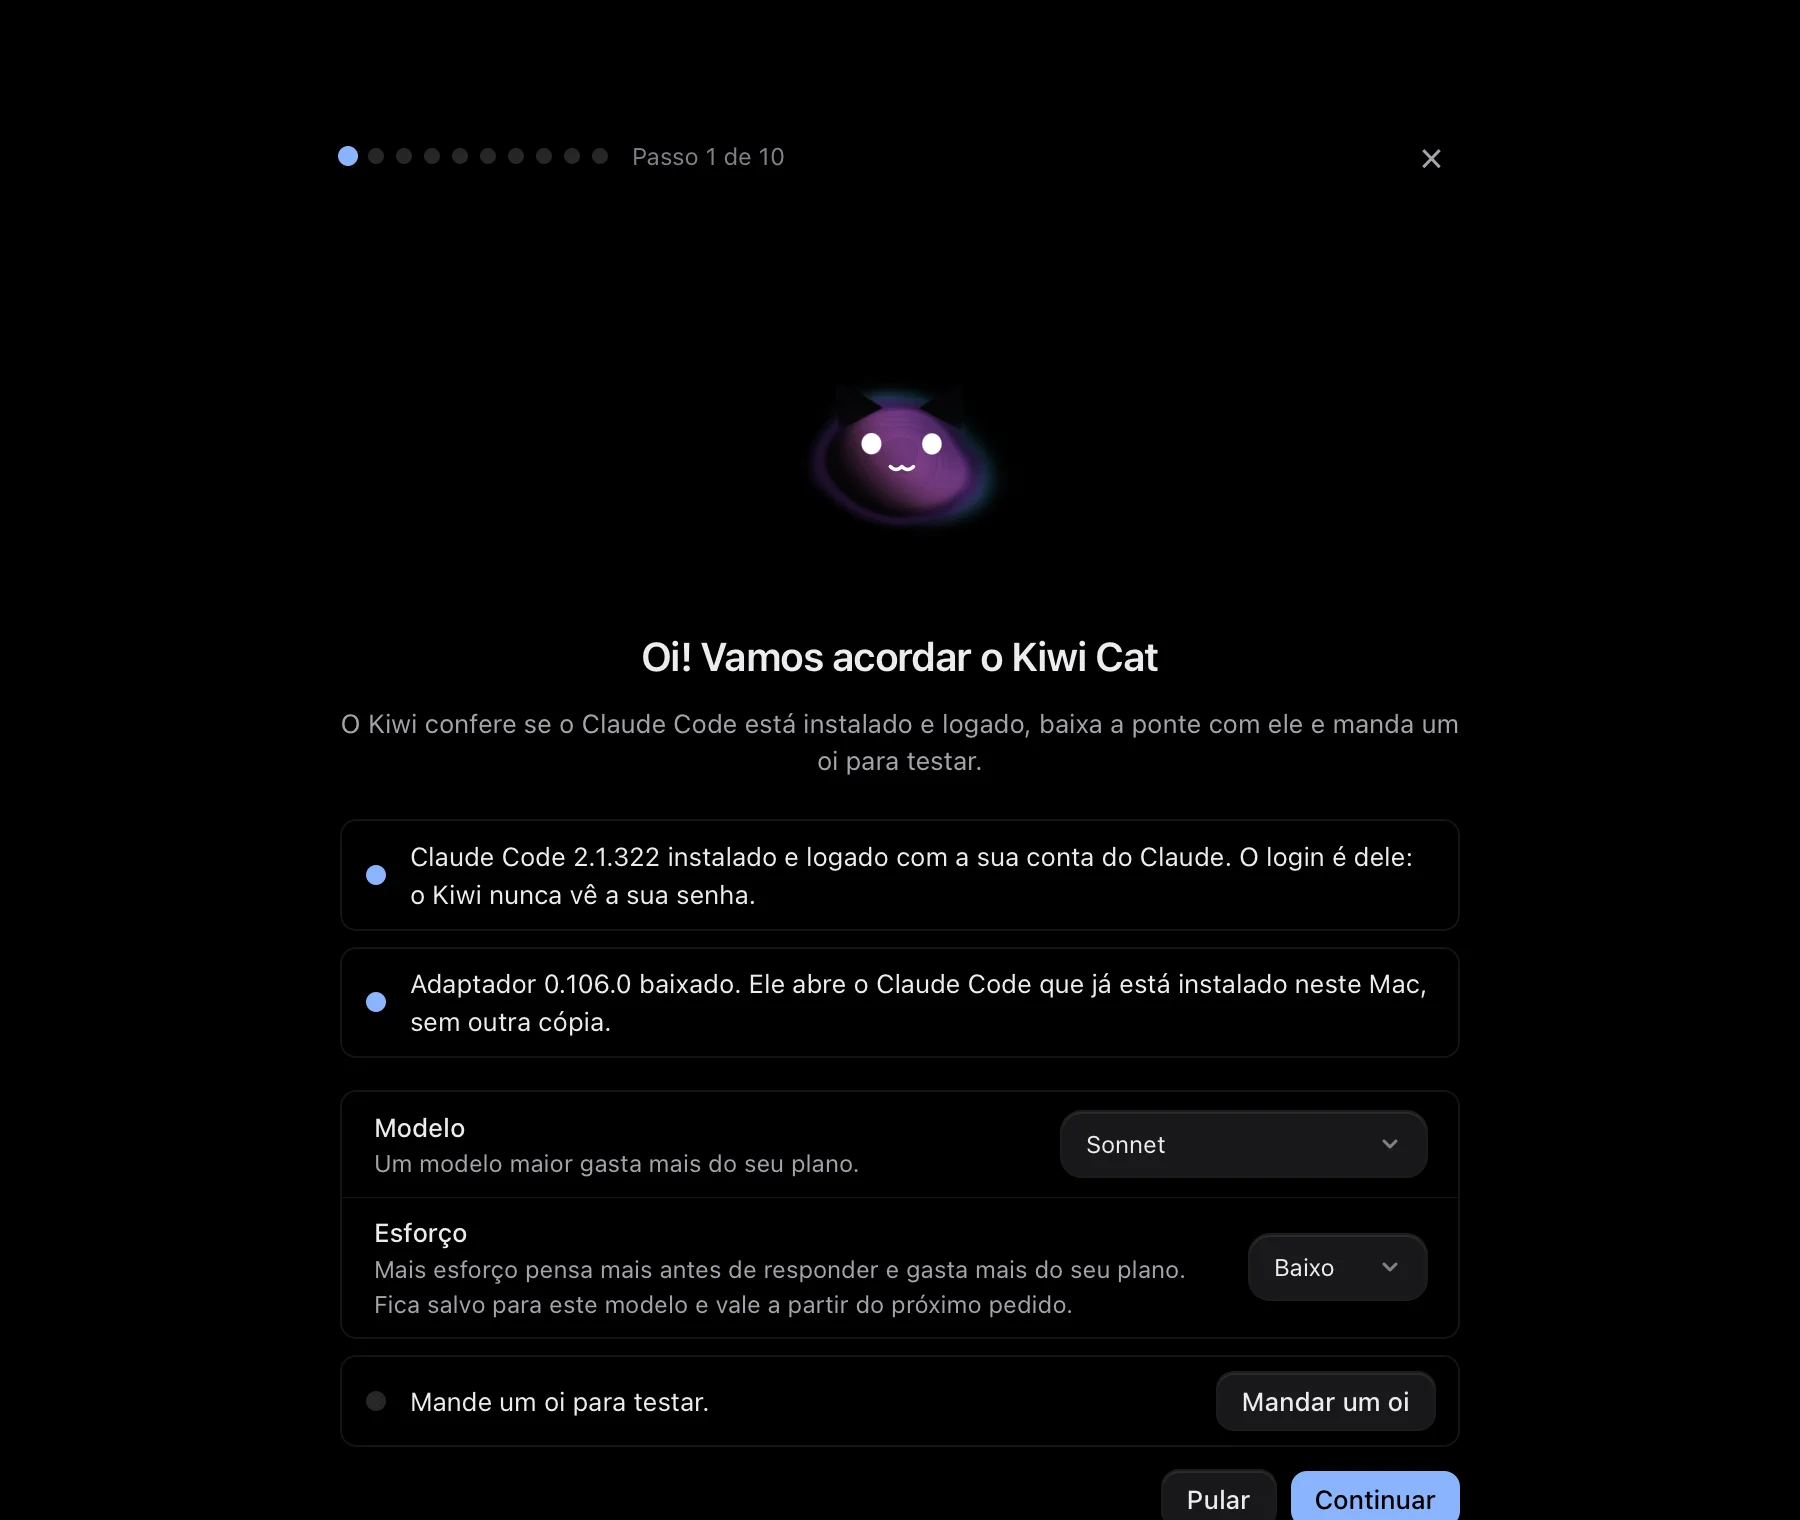 Passo 1 de 10
Oi! Vamos acordar o Kiwi Cat
O Kiwi confere se o Claude Code está instalado e logado, baixa a ponte com ele e manda um
oi para testar.
Claude Code 2.1.322 instalado e logado com a sua conta do Claude. O login é dele:
o Kiwi nunca vê a sua senha.
Adaptador 0.106.0 baixado. Ele abre o Claude Code que já está instalado neste Mac,
sem outra cópia.
Modelo
Um modelo maior gasta mais do seu plano.
Sonnet
Esforço
Mais esforço pensa mais antes de responder e gasta mais do seu plano.
Fica salvo para este modelo e vale a partir do próximo pedido.
Baixo
Mande um oi para testar.
Mandar um oi
Pular
Continuar